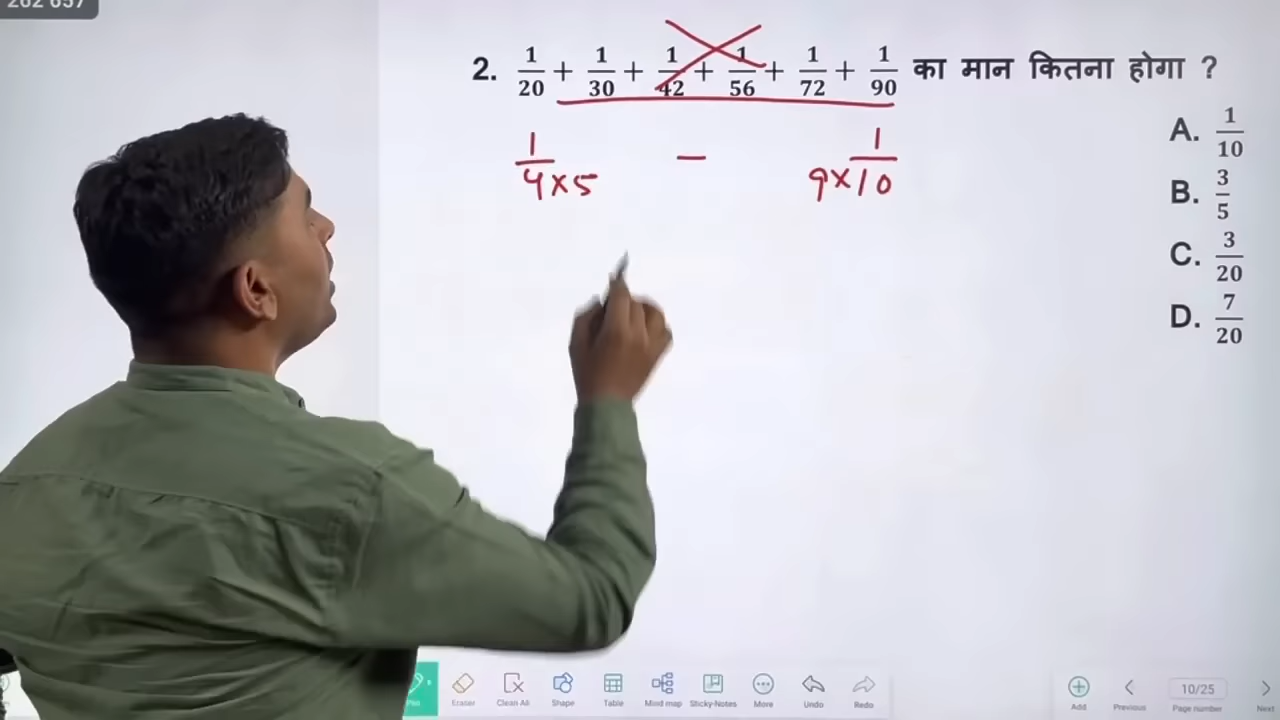 262 657
2. 1/20 + 1/30 + 1/42 + 1/56 + 1/72 + 1/90 का मान कितना होगा ?
1/4×5 − 1/9×10
A. 1/10
B. 3/5
C. 3/20
D. 7/20
Eraser Clean All Shape Table Mind map Sticky-Notes More Undo Redo Add Previous 10/25 Page number Next